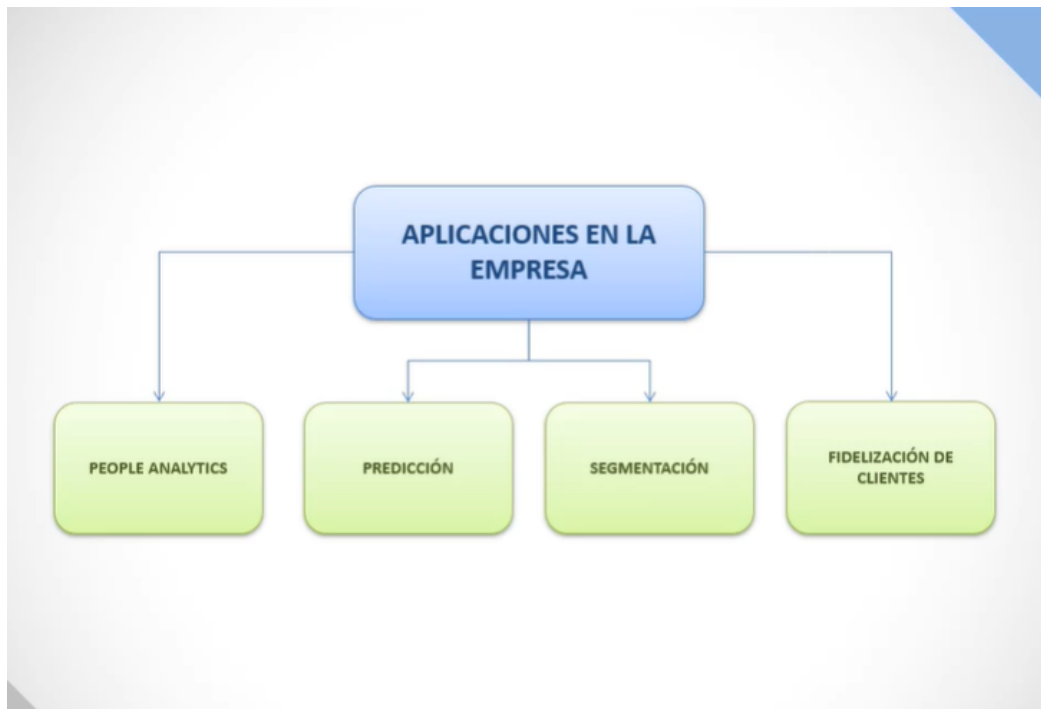 APLICACIONES EN LA
EMPRESA
PEOPLE ANALYTICS
PREDICCIÓN
SEGMENTACIÓN
FIDELIZACIÓN DE
CLIENTES